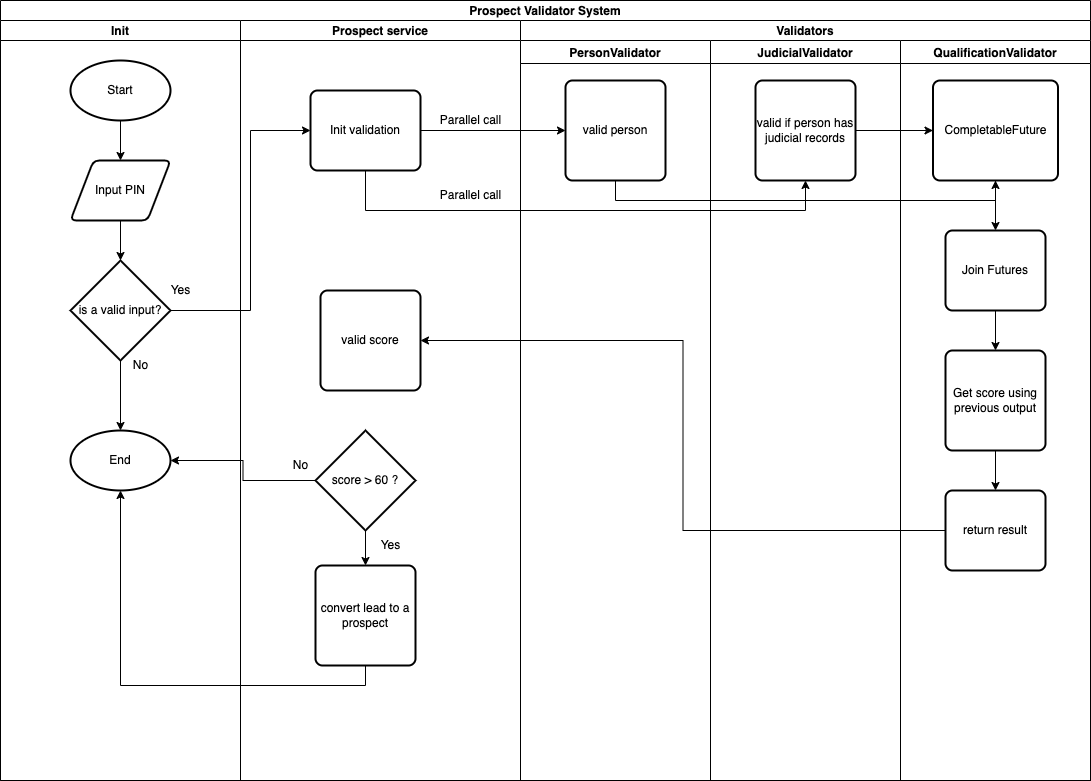 Prospect Validator System
Init
Prospect service
Validators
PersonValidator
JudicialValidator
QualificationValidator
Start
Input PIN
is a valid input?
Yes
No
End
Init validation
Parallel call
Parallel call
valid person
valid if person has
judicial records
CompletableFuture
Join Futures
Get score using
previous output
return result
valid score
score > 60 ?
No
Yes
convert lead to a
prospect